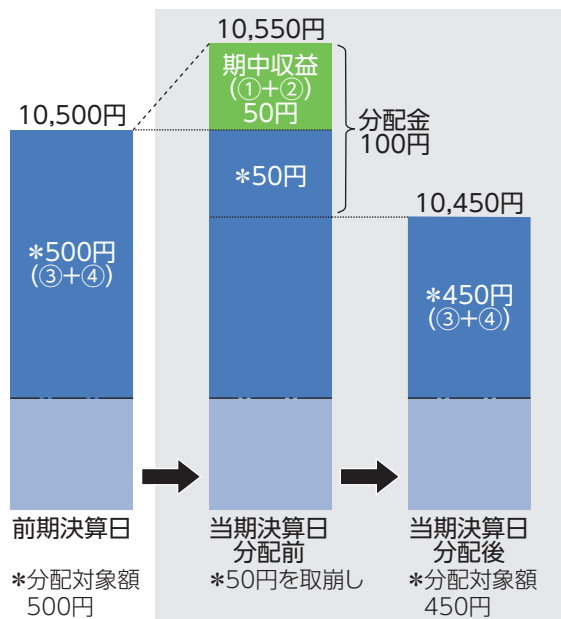 10,550円
期中収益
(①+②)
50円
10,500円
分配金
100円
*50円
10,450円
*500円
(③+④)
*450円
(③+④)
前期決算日
当期決算日
分配前
当期決算日
分配後
*分配対象額
500円
*50円を取崩し
*分配対象額
450円